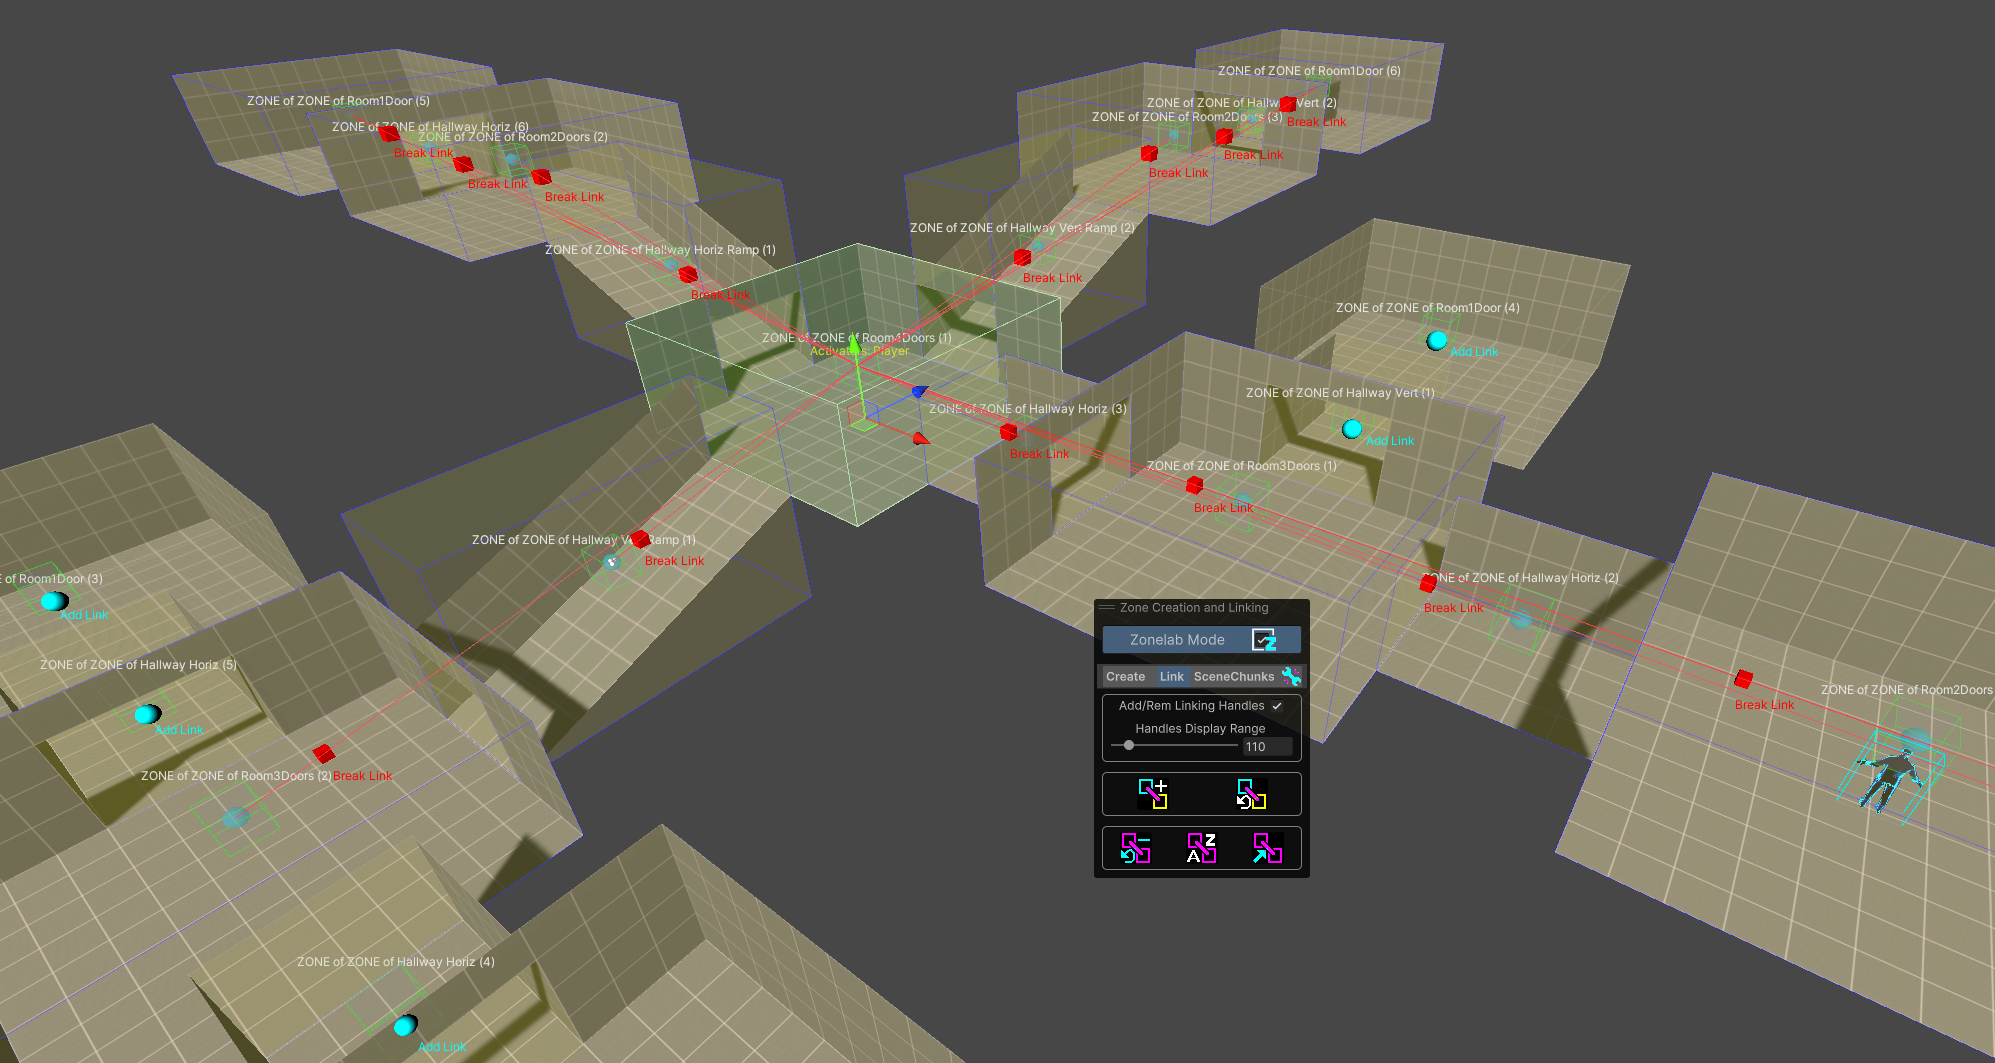 ZONE of ZONE of Room1Door (6)
ZONE of ZONE of Room1Door (5)
ZONE of ZONE of Hallway Vert (2)
ZONE of ZONE of Room2Doors (3)
Break Link
ZONE of ZONE of Hallway Horiz (6)
ZONE of ZONE of Room2Doors (2)
Break Link
Break Link
Break Link
Break Link
Break Link
ZONE of ZONE of Hallway Vert Ramp (2)
ZONE of ZONE of Hallway Horiz Ramp (1)
Break Link
Break Link
ZONE of ZONE of Room1Door (4)
ZONE of ZONE of Room4Doors (1)
Activators: Player
Add Link
ZONE of ZONE of Hallway Vert (1)
ZONE of ZONE of Hallway Horiz (3)
Add Link
Break Link
ZONE of ZONE of Room3Doors (1)
Break Link
ZONE of ZONE of Hallway Vert Ramp (1)
Break Link
E of Room1Door (3)
ZONE of ZONE of Hallway Horiz (2)
Add Link
Break Link
Zone Creation and Linking
Zonelab Mode
Create Link SceneChunks
Add/Rem Linking Handles
Handles Display Range
110
ZONE of ZONE of Hallway Horiz (5)
Add Link
ZONE of ZONE of Room2Doors
Break Link
ZONE of ZONE of Room3Doors (2)
Break Link
ZONE of ZONE of Hallway Horiz (4)
Add Link